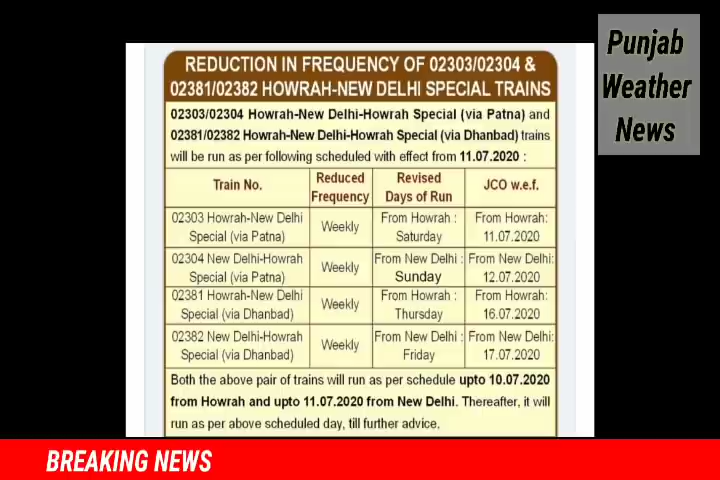 Punjab
Weather
News
REDUCTION IN FREQUENCY OF 02303/02304 &
02381/02382 HOWRAH-NEW DELHI SPECIAL TRAINS
02303/02304 Howrah-New Delhi-Howrah Special (via Patna) and
02381/02382 Howrah-New Delhi-Howrah Special (via Dhanbad) trains
will be run as per following scheduled with effect from 11.07.2020 :
Train No. Reduced Frequency Revised Days of Run JCO w.e.f.
02303 Howrah-New Delhi Special (via Patna) Weekly From Howrah : Saturday From Howrah: 11.07.2020
02304 New Delhi-Howrah Special (via Patna) Weekly From New Delhi : Sunday From New Delhi: 12.07.2020
02381 Howrah-New Delhi Special (via Dhanbad) Weekly From Howrah : Thursday From Howrah: 16.07.2020
02382 New Delhi-Howrah Special (via Dhanbad) Weekly From New Delhi : Friday From New Delhi: 17.07.2020
Both the above pair of trains will run as per schedule upto 10.07.2020
from Howrah and upto 11.07.2020 from New Delhi. Thereafter, it will
run as per above scheduled day, till further advice.
BREAKING NEWS